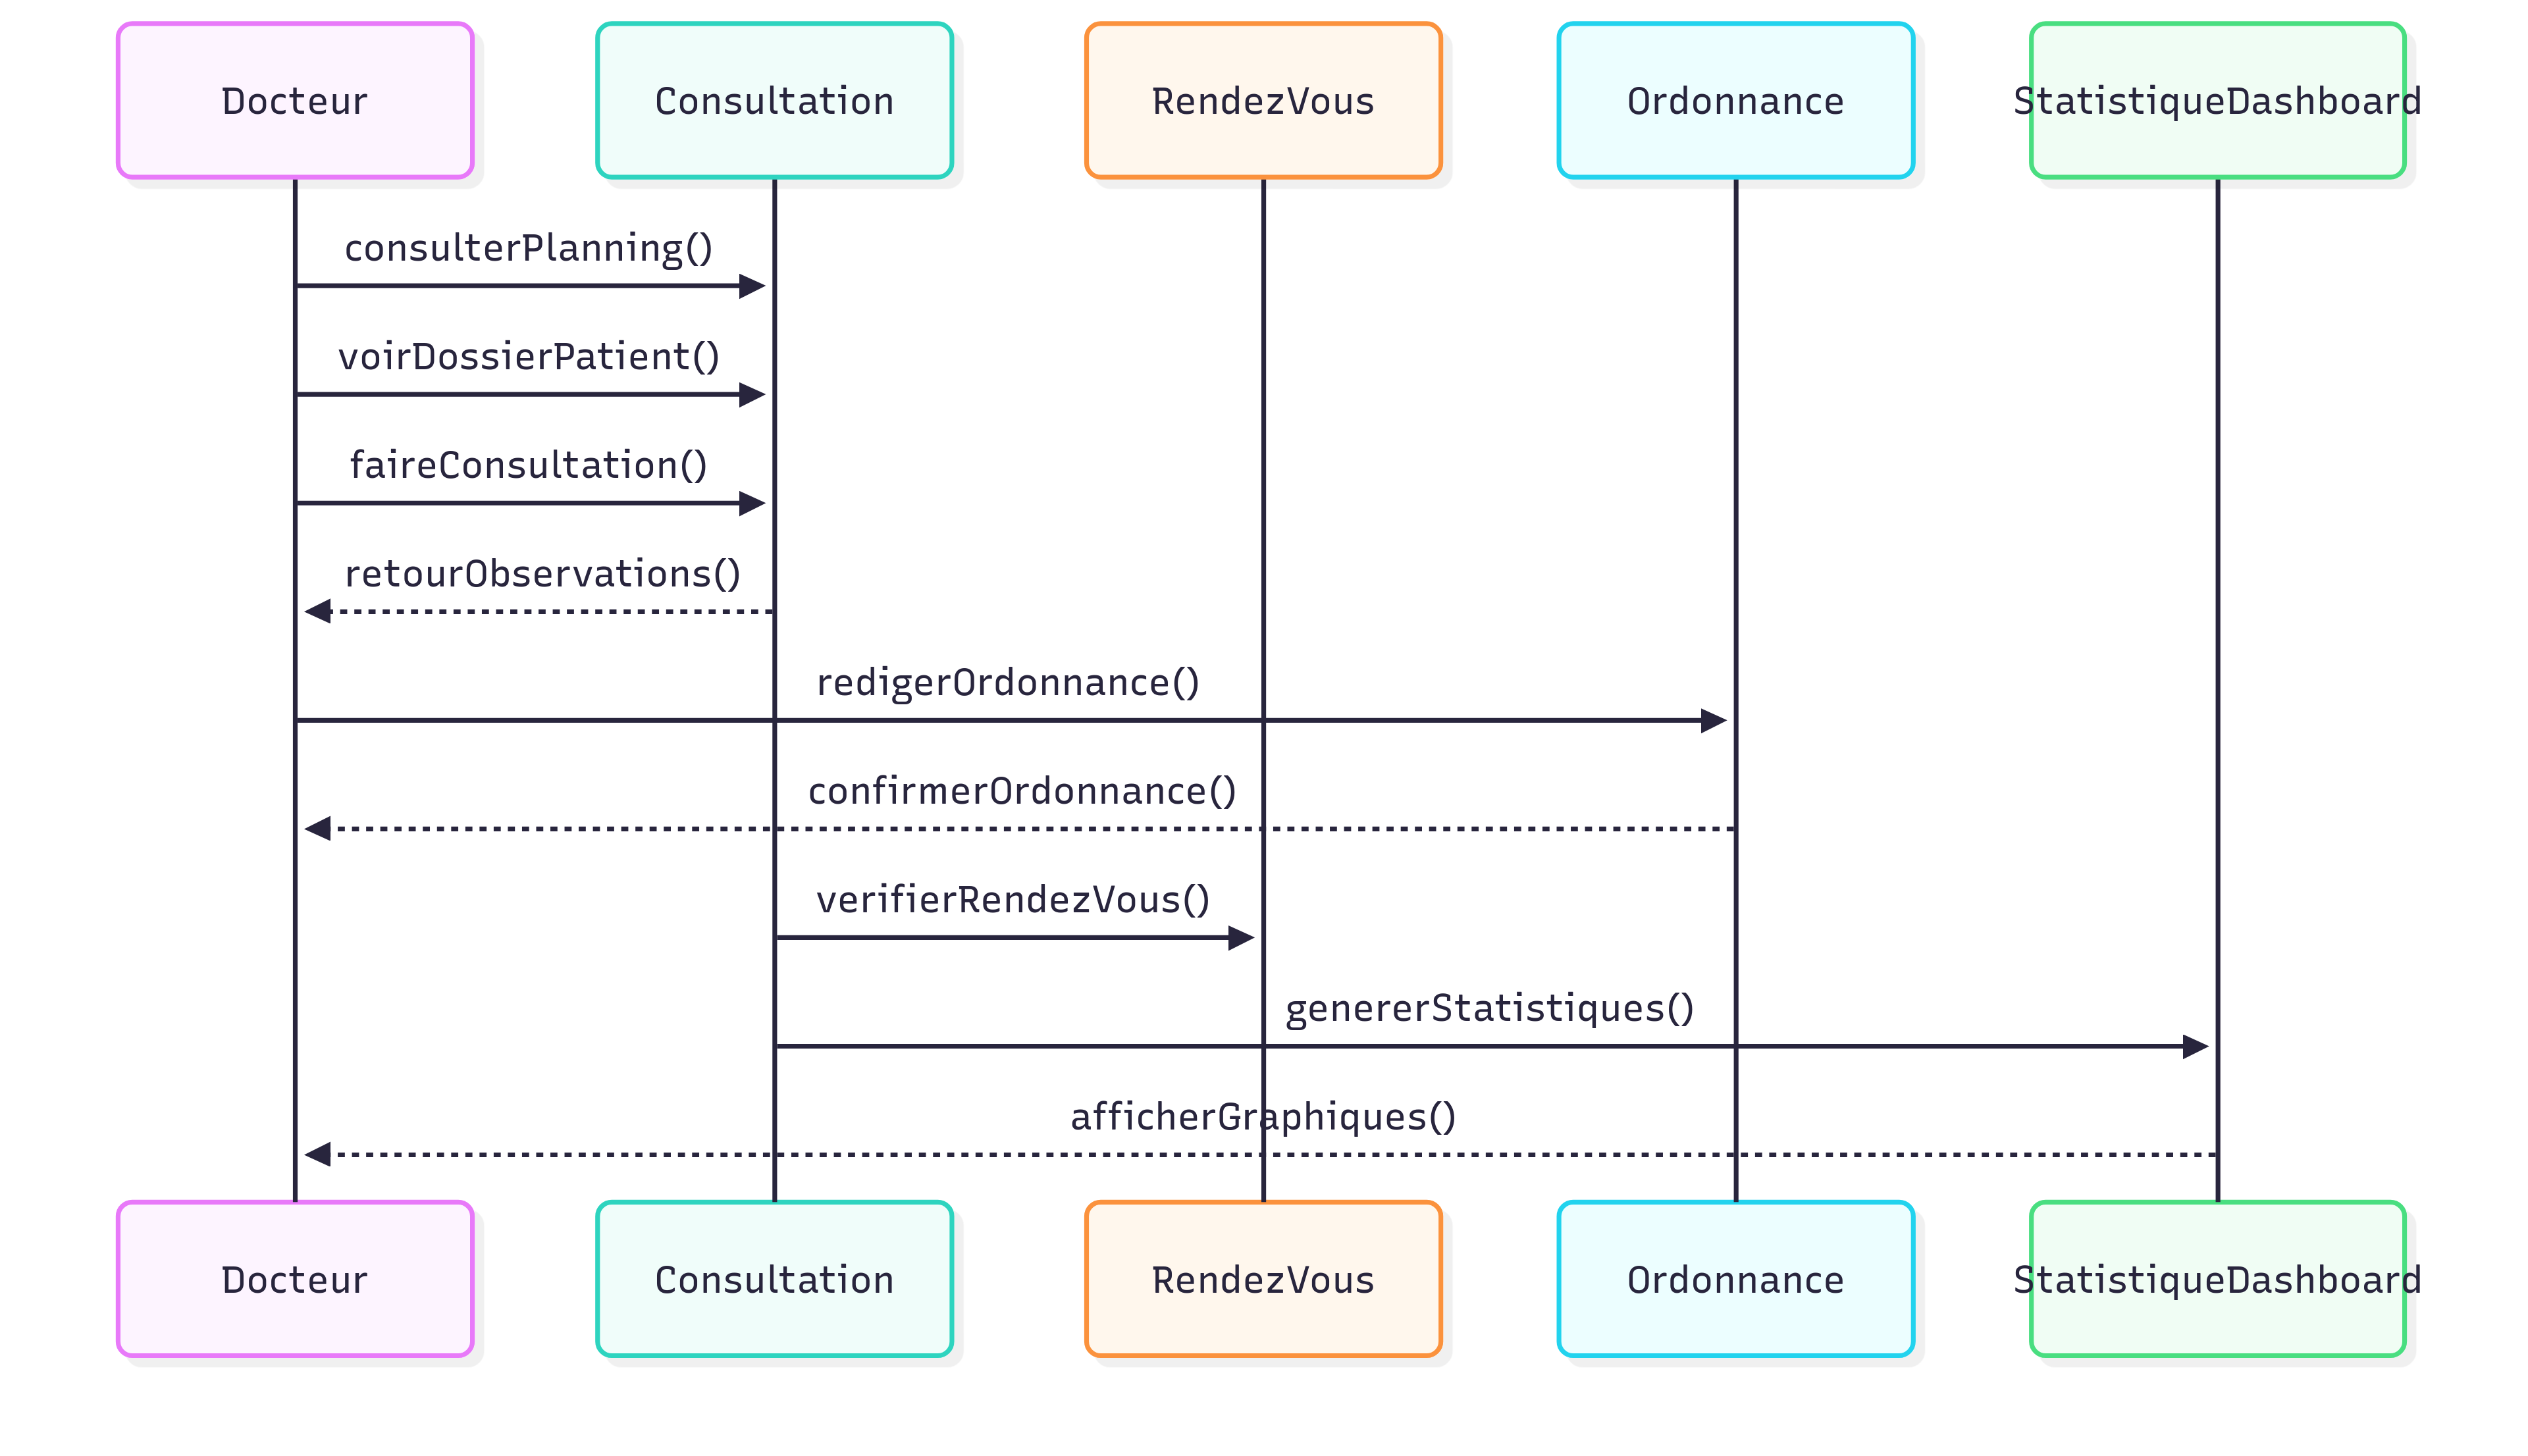 Docteur
Consultation
RendezVous
Ordonnance
StatistiqueDashboard
consulterPlanning()
voirDossierPatient()
faireConsultation()
retourObservations()
redigerOrdonnance()
confirmerOrdonnance()
verifierRendezVous()
genererStatistiques()
afficherGraphiques()
Docteur
Consultation
RendezVous
Ordonnance
StatistiqueDashboard